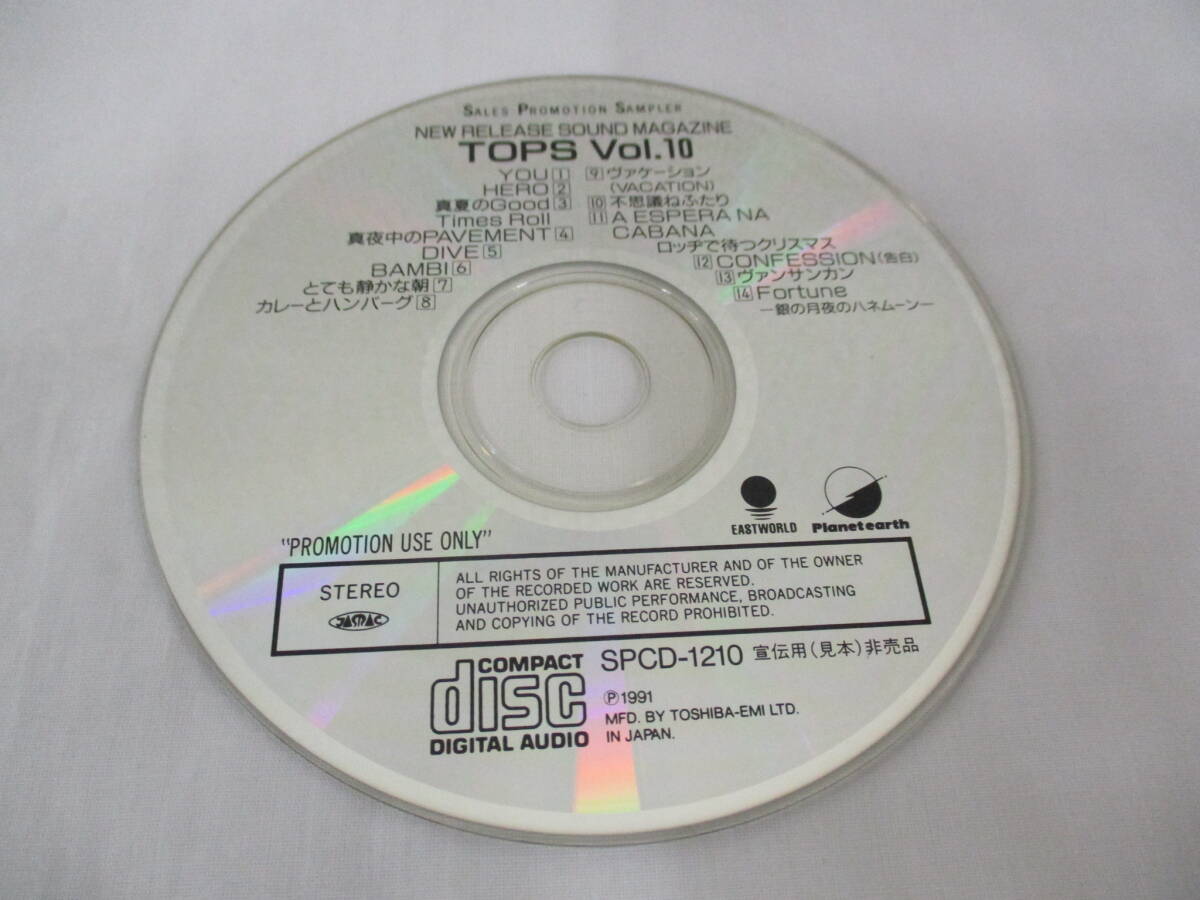 SALES PROMOTION SAMPLER
NEW RELEASE SOUND MAGAZINE
TOPS Vol.10
YOU 1
HERO 2
真夏のGood 3
Times Roll
真夜中のPAVEMENT 4
DIVE 5
BAMBI 6
とても静かな朝 7
カレーとハンバーグ 8
9 ヴァケーション
(VACATION)
10 不思議ねふたり
11 A ESPERA NA
CABANA
ロッヂで待つクリスマス
12 CONFESSION(告白)
13 ヴァンサンカン
14 Fortune
―銀の月夜のハネムーン―
EASTWORLD
Planet earth
"PROMOTION USE ONLY"
STEREO
JASRAC
ALL RIGHTS OF THE MANUFACTURER AND OF THE OWNER
OF THE RECORDED WORK ARE RESERVED.
UNAUTHORIZED PUBLIC PERFORMANCE, BROADCASTING
AND COPYING OF THE RECORD PROHIBITED.
COMPACT
disc
DIGITAL AUDIO
SPCD-1210 宣伝用(見本)非売品
Ⓟ1991
MFD. BY TOSHIBA-EMI LTD.
IN JAPAN.